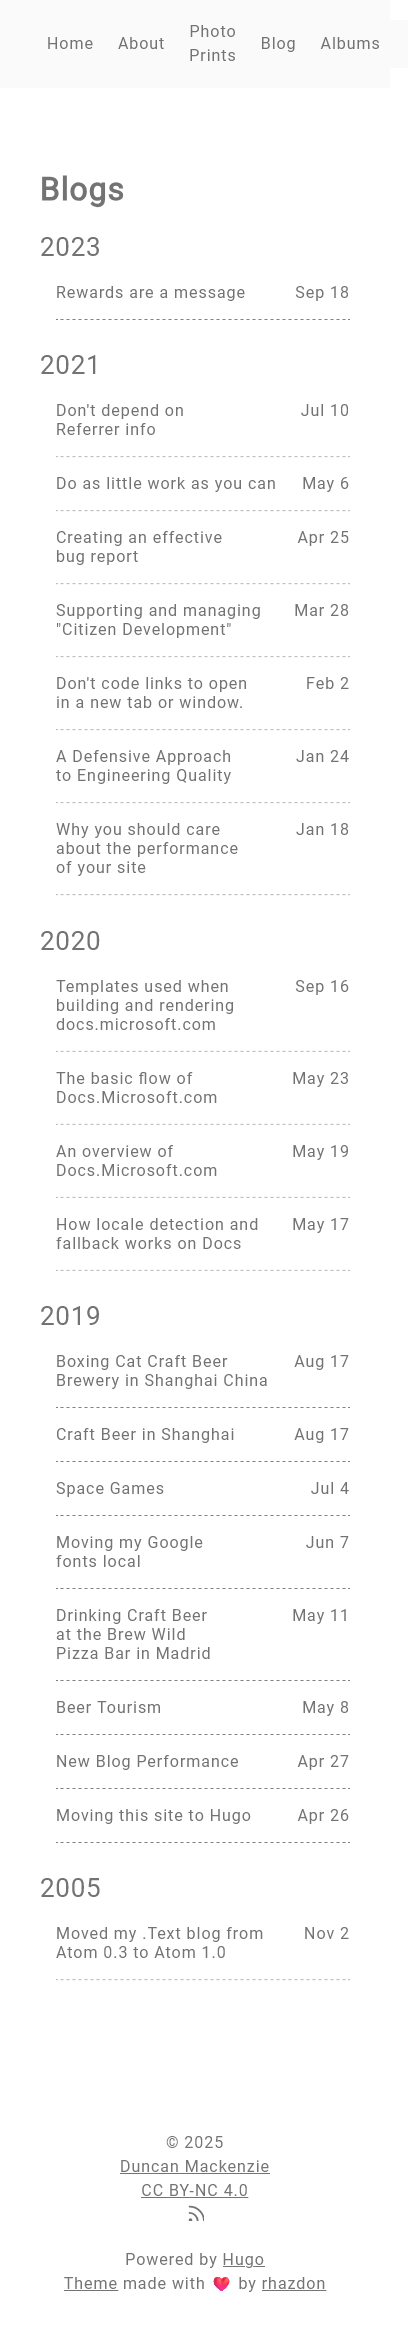 Home About Photo Prints Blog Albums
Blogs
2023
Rewards are a message Sep 18
2021
Don't depend on Jul 10
Referrer info
Do as little work as you can May 6
Creating an effective Apr 25
bug report
Supporting and managing Mar 28
"Citizen Development"
Don't code links to open Feb 2
in a new tab or window.
A Defensive Approach Jan 24
to Engineering Quality
Why you should care Jan 18
about the performance
of your site
2020
Templates used when Sep 16
building and rendering
docs.microsoft.com
The basic flow of May 23
Docs.Microsoft.com
An overview of May 19
Docs.Microsoft.com
How locale detection and May 17
fallback works on Docs
2019
Boxing Cat Craft Beer Aug 17
Brewery in Shanghai China
Craft Beer in Shanghai Aug 17
Space Games Jul 4
Moving my Google Jun 7
fonts local
Drinking Craft Beer May 11
at the Brew Wild
Pizza Bar in Madrid
Beer Tourism May 8
New Blog Performance Apr 27
Moving this site to Hugo Apr 26
2005
Moved my .Text blog from Nov 2
Atom 0.3 to Atom 1.0
© 2025
Duncan Mackenzie
CC BY-NC 4.0
Powered by Hugo
Theme made with ❤️ by rhazdon